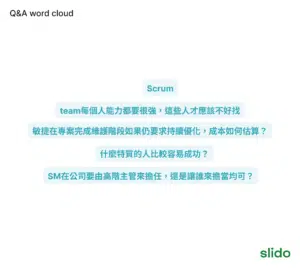 Q&A word cloud
Scrum
team每個人能力都要很強，這些人才應該不好找
敏捷在專案完成維護階段如果仍要求持續優化，成本如何估算？
什麼特質的人比較容易成功？
SM在公司要由高階主管來擔任，還是讓誰來擔當均可？
slido